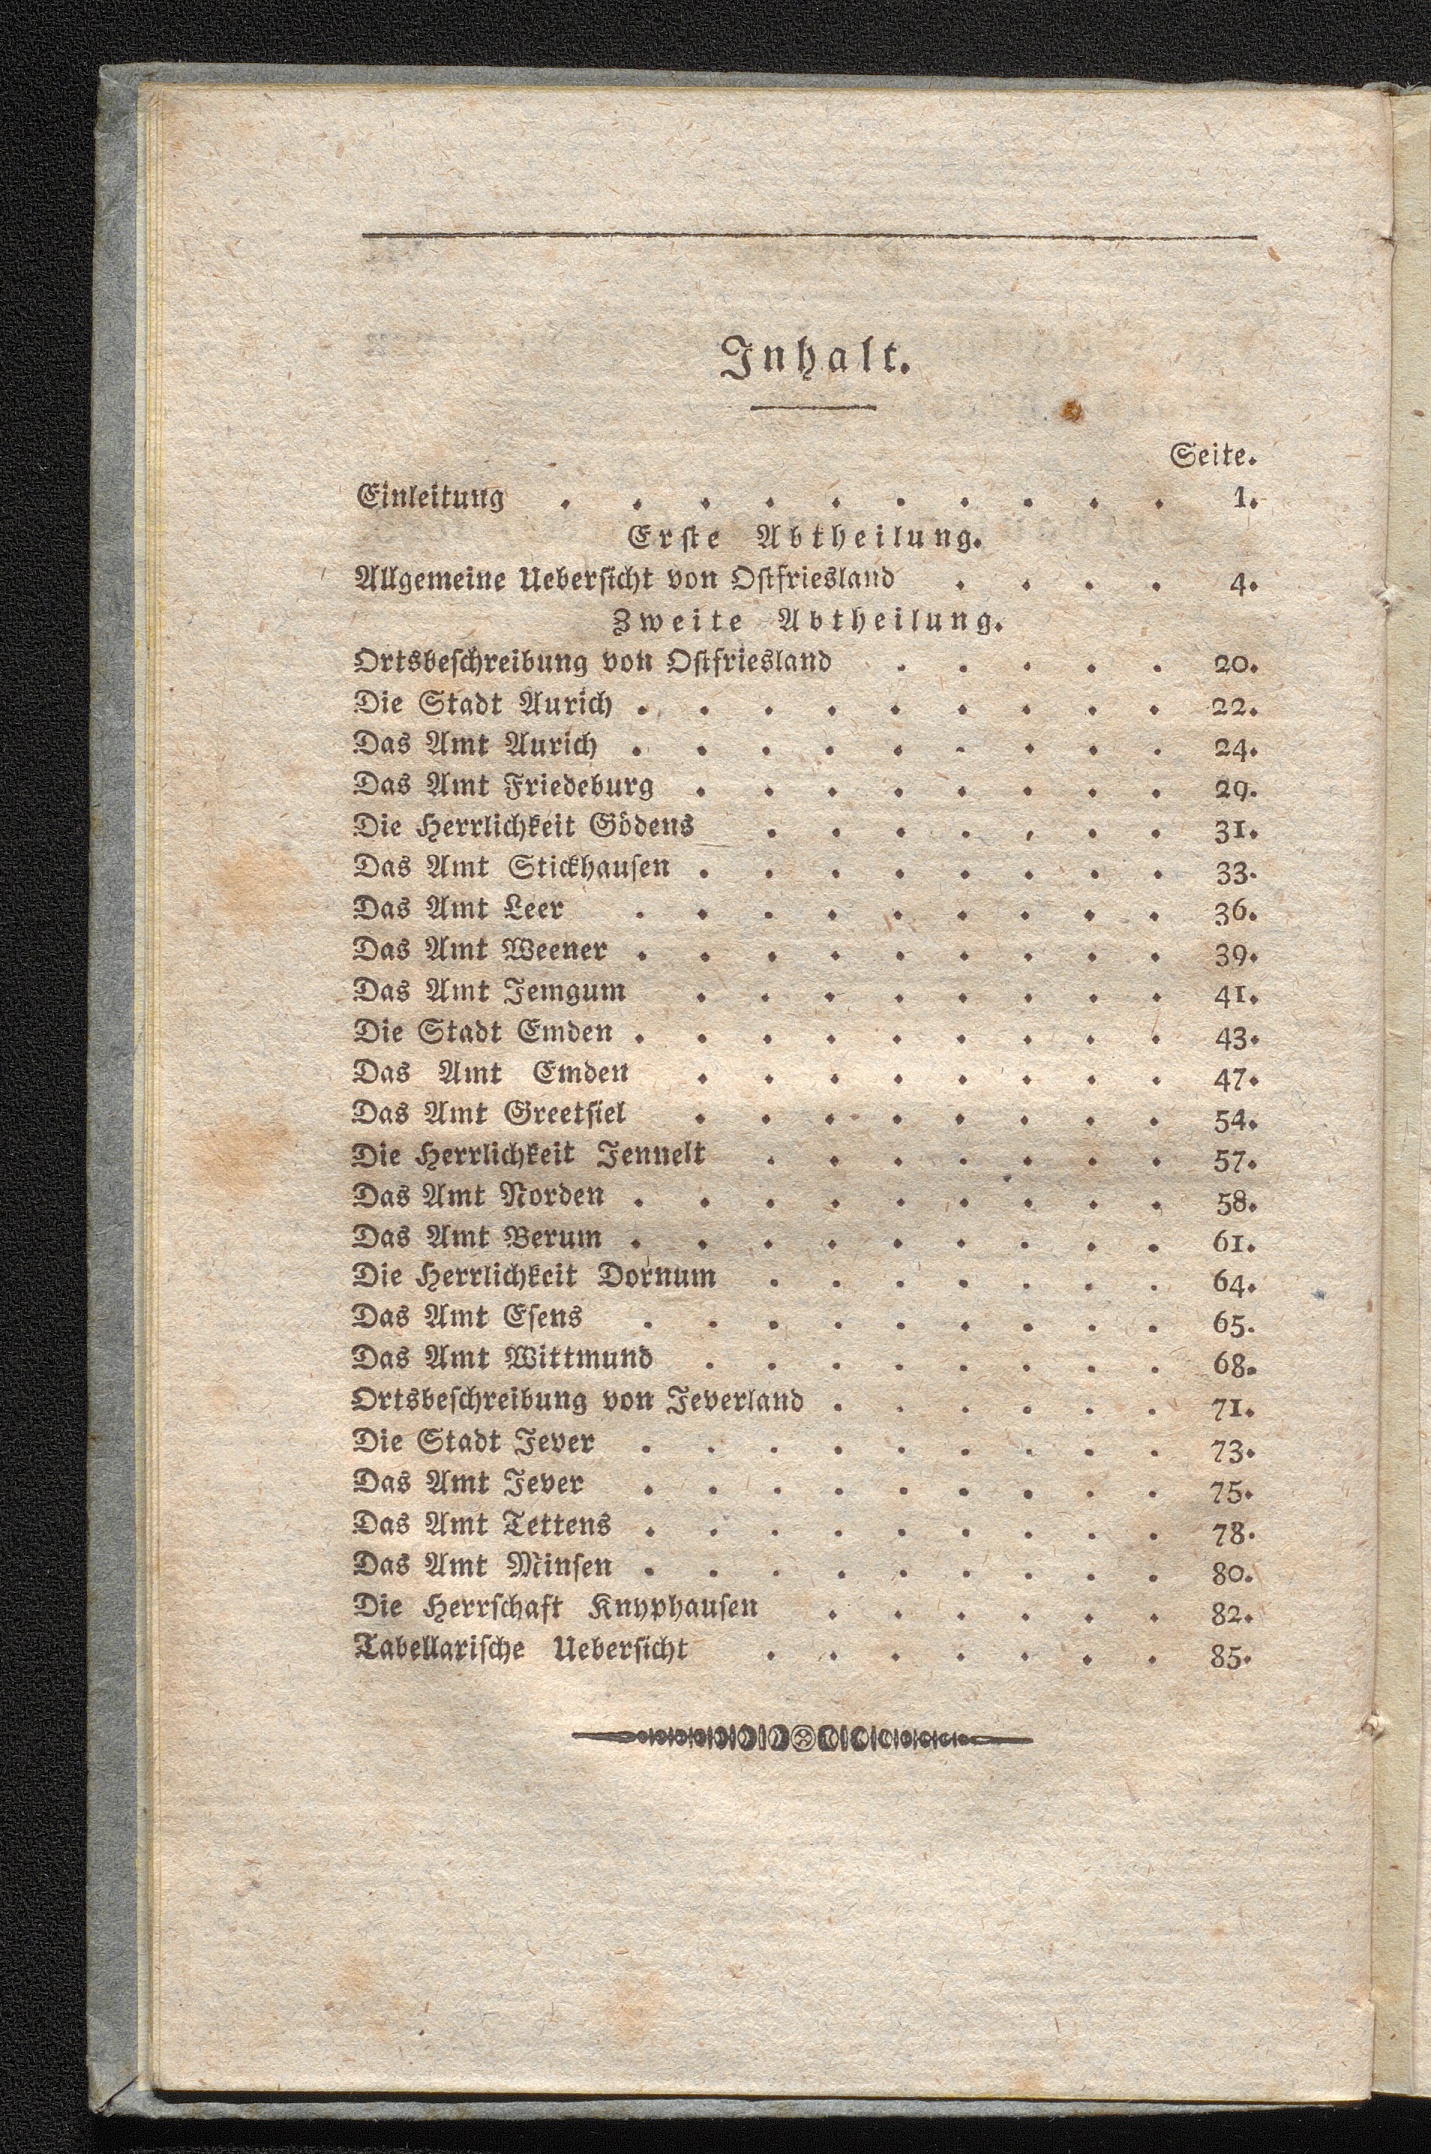 Inhalt.
Seite.
Einleitung . . . . . . . . . . 1.
Erſte Abtheilung.
Allgemeine Ueberſicht von Oſtfriesland . . . . 4.
Zweite Abtheilung.
Ortsbeſchreibung von Oſtfriesland . . . . . 20.
Die Stadt Aurich . . . . . . . . . 22.
Das Amt Aurich . . . . . . . . . 24.
Das Amt Friedeburg . . . . . . . . 29.
Die Herrlichkeit Gödens . . . . . . . 31.
Das Amt Stickhauſen . . . . . . . . 33.
Das Amt Leer . . . . . . . . . 36.
Das Amt Weener . . . . . . . . . 39.
Das Amt Jemgum . . . . . . . . 41.
Die Stadt Emden . . . . . . . . . 43.
Das Amt Emden . . . . . . . . 47.
Das Amt Greetſiel . . . . . . . . 54.
Die Herrlichkeit Jennelt . . . . . . . 57.
Das Amt Norden . . . . . . . . . 58.
Das Amt Berum . . . . . . . . . 61.
Die Herrlichkeit Dornum . . . . . . . 64.
Das Amt Eſens . . . . . . . . . 65.
Das Amt Wittmund . . . . . . . . 68.
Ortsbeſchreibung von Jeverland . . . . . . 71.
Die Stadt Jever . . . . . . . . . 73.
Das Amt Jever . . . . . . . . . 75.
Das Amt Tettens . . . . . . . . . 78.
Das Amt Minſen . . . . . . . . . 80.
Die Herrſchaft Knyphauſen . . . . . . 82.
Tabellariſche Ueberſicht . . . . . . . 85.